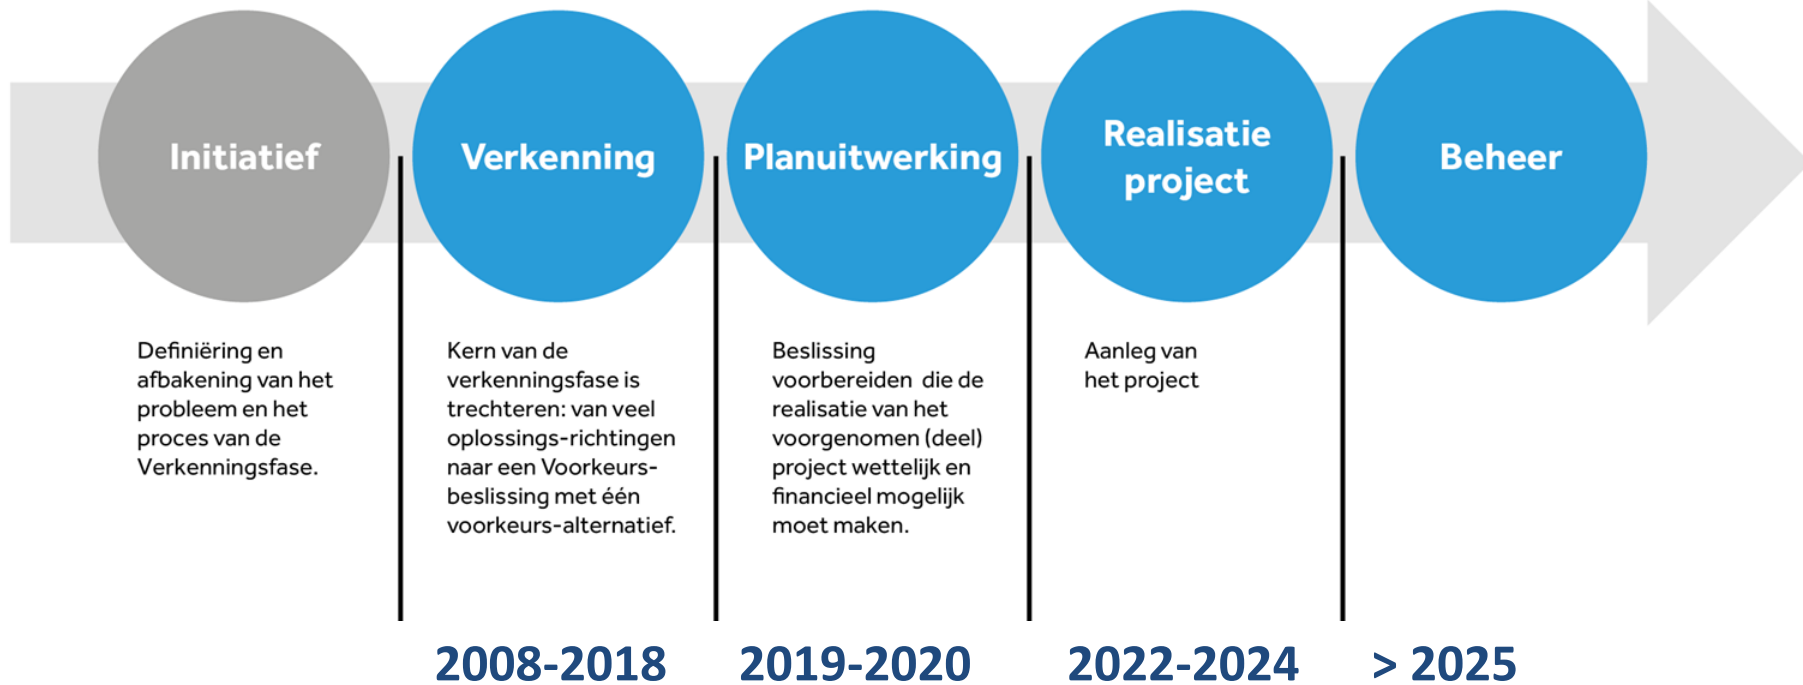 Initiatief
Verkenning
Planuitwerking
Realisatie
project
Beheer
Definiëring en
afbakening van het
probleem en het
proces van de
Verkenningsfase.
Kern van de
verkenningsfase is
trechteren: van veel
oplossings-richtingen
naar een Voorkeurs-
beslissing met één
voorkeurs-alternatief.
Beslissing
voorbereiden  die de
realisatie van het
voorgenomen (deel)
project wettelijk en
financieel mogelijk
moet maken.
Aanleg van
het project
2008-2018
2019-2020
2022-2024
> 2025